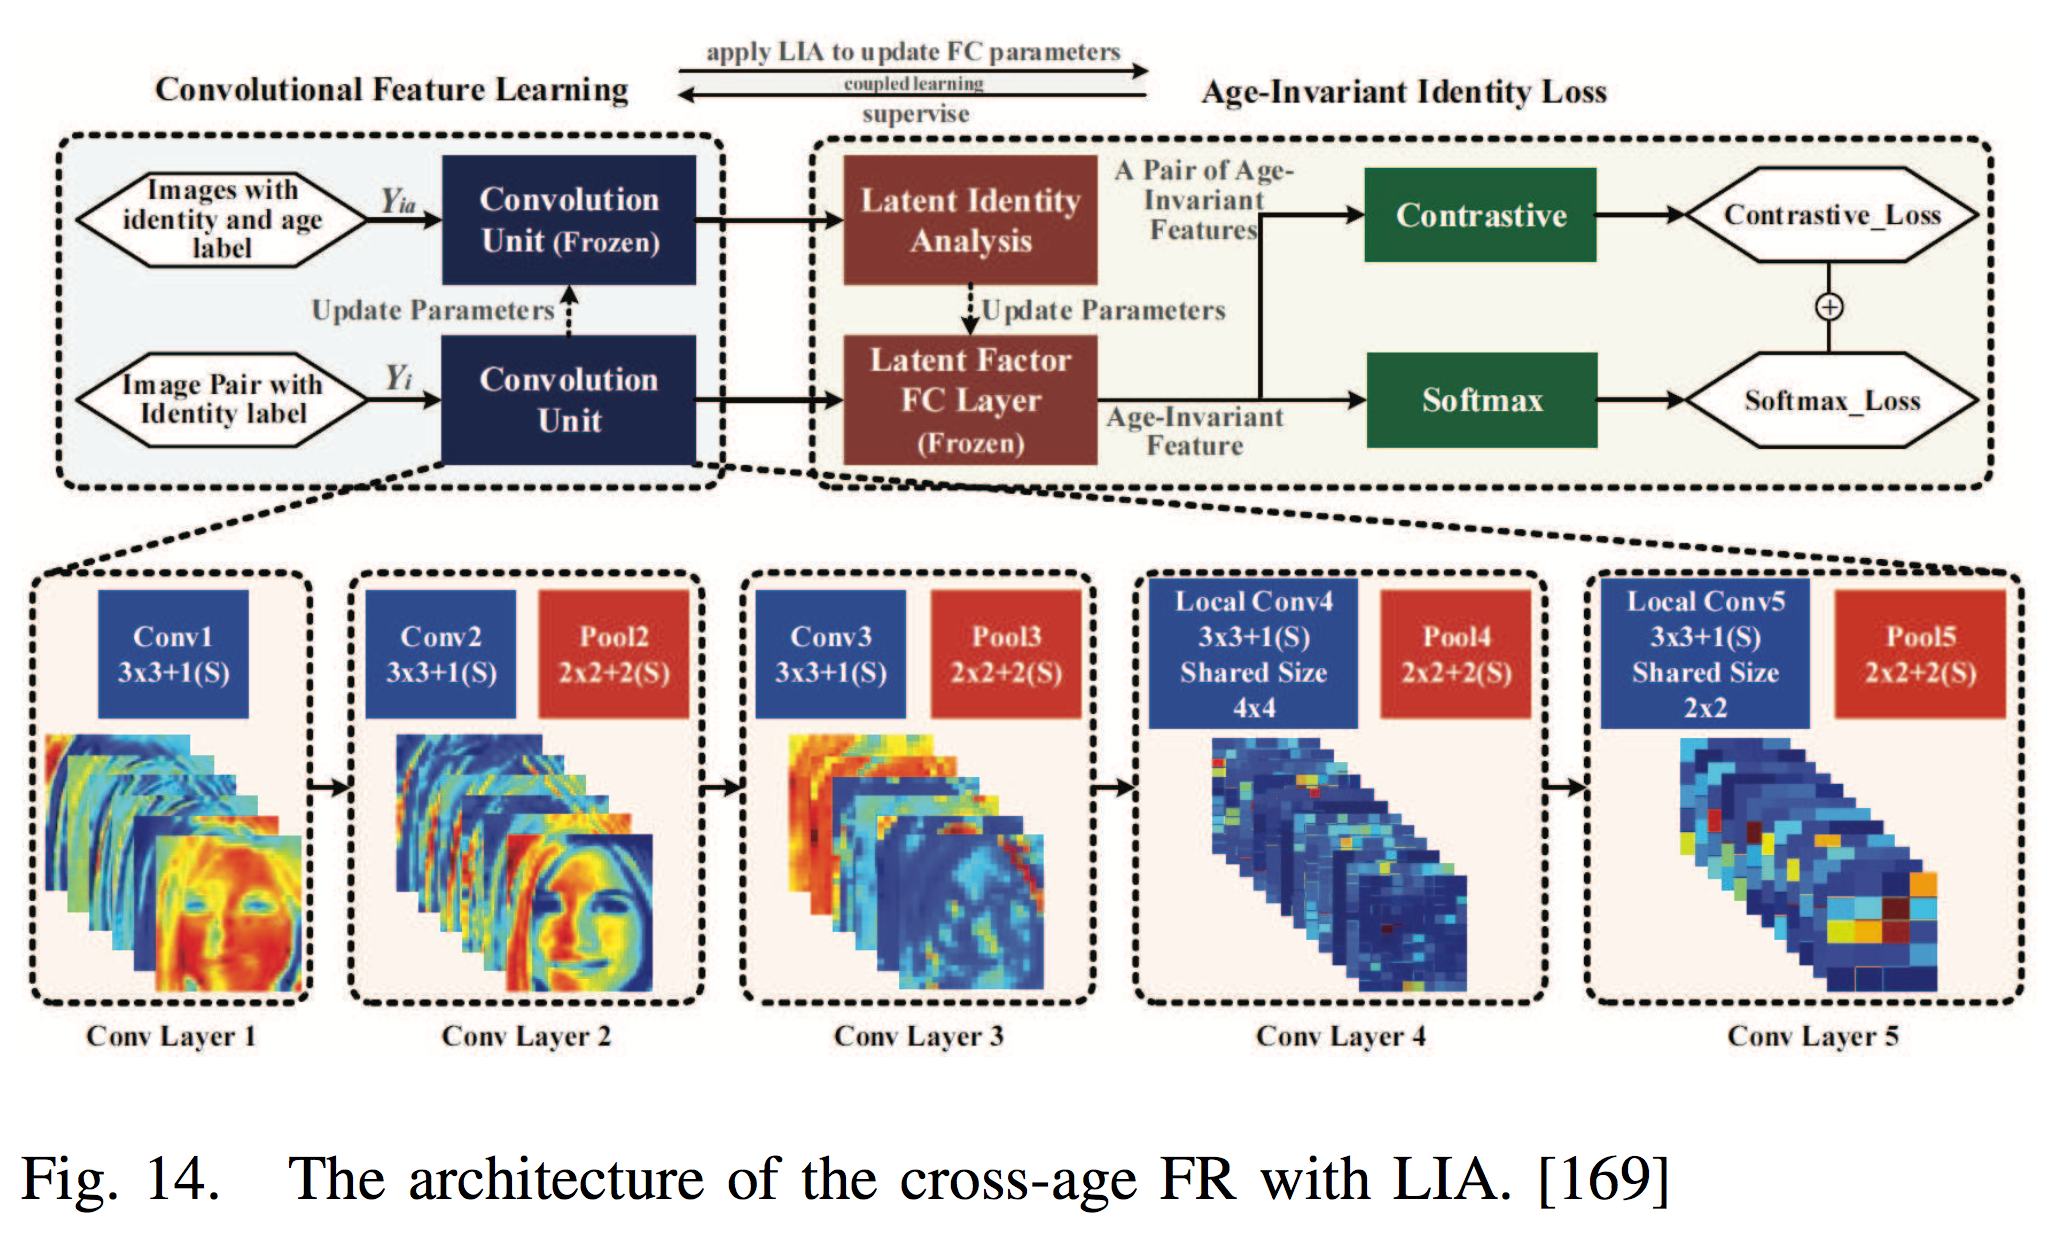 apply LIA to update FC parameters
Convolutional Feature Learning
coupled learning
Age-Invariant Identity Loss
supervise
Images with
identity and age
label
Yia
Convolution
Unit (Frozen)
Latent Identity
Analysis
A Pair of Age-
Invariant
Features
Contrastive
Contrastive_Loss
Update Parameters
Update Parameters
+
Image Pair with
Identity label
Yi
Convolution
Unit
Latent Factor
FC Layer
(Frozen)
Age-Invariant
Feature
Softmax
Softmax_Loss
Conv1
3x3+1(S)
Conv2
3x3+1(S)
Pool2
2x2+2(S)
Conv3
3x3+1(S)
Pool3
2x2+2(S)
Local Conv4
3x3+1(S)
Shared Size
4x4
Pool4
2x2+2(S)
Local Conv5
3x3+1(S)
Shared Size
2x2
Pool5
2x2+2(S)
Conv Layer 1
Conv Layer 2
Conv Layer 3
Conv Layer 4
Conv Layer 5
Fig. 14. The architecture of the cross-age FR with LIA. [169]